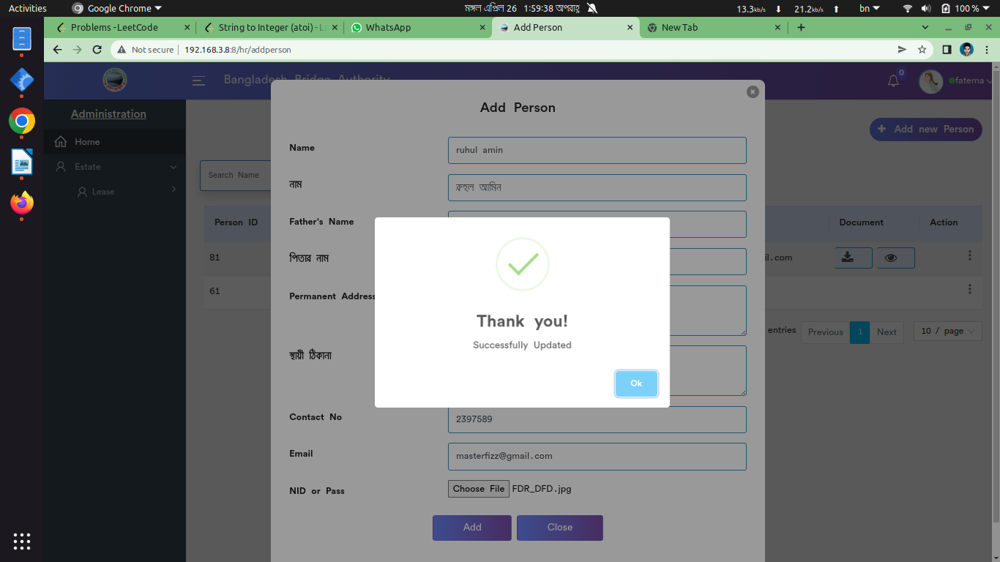 Activities Google Chrome মঙ্গল এপ্রিল 26 1:59:38 অপরাহ্ণ 13.3kb/s 21.2kb/s bn 100 %
Problems - LeetCode String to Integer (atoi) - Le WhatsApp Add Person New Tab
Not secure 192.168.3.8:8/hr/addperson
Bangladesh Bridge Authority 0 fatema
Administration
Home
Estate
Lease
Add new Person
Search Name
Person ID Document Action
81 il.com
61
entries Previous 1 Next 10 / page
Add Person
Name ruhul amin
নাম রুহুল আমিন
Father's Name
পিতার নাম
Permanent Address
স্থায়ী ঠিকানা
Contact No 2397589
Email masterfizz@gmail.com
NID or Pass Choose File FDR_DFD.jpg
Add Close
Thank you!
Successfully Updated
Ok